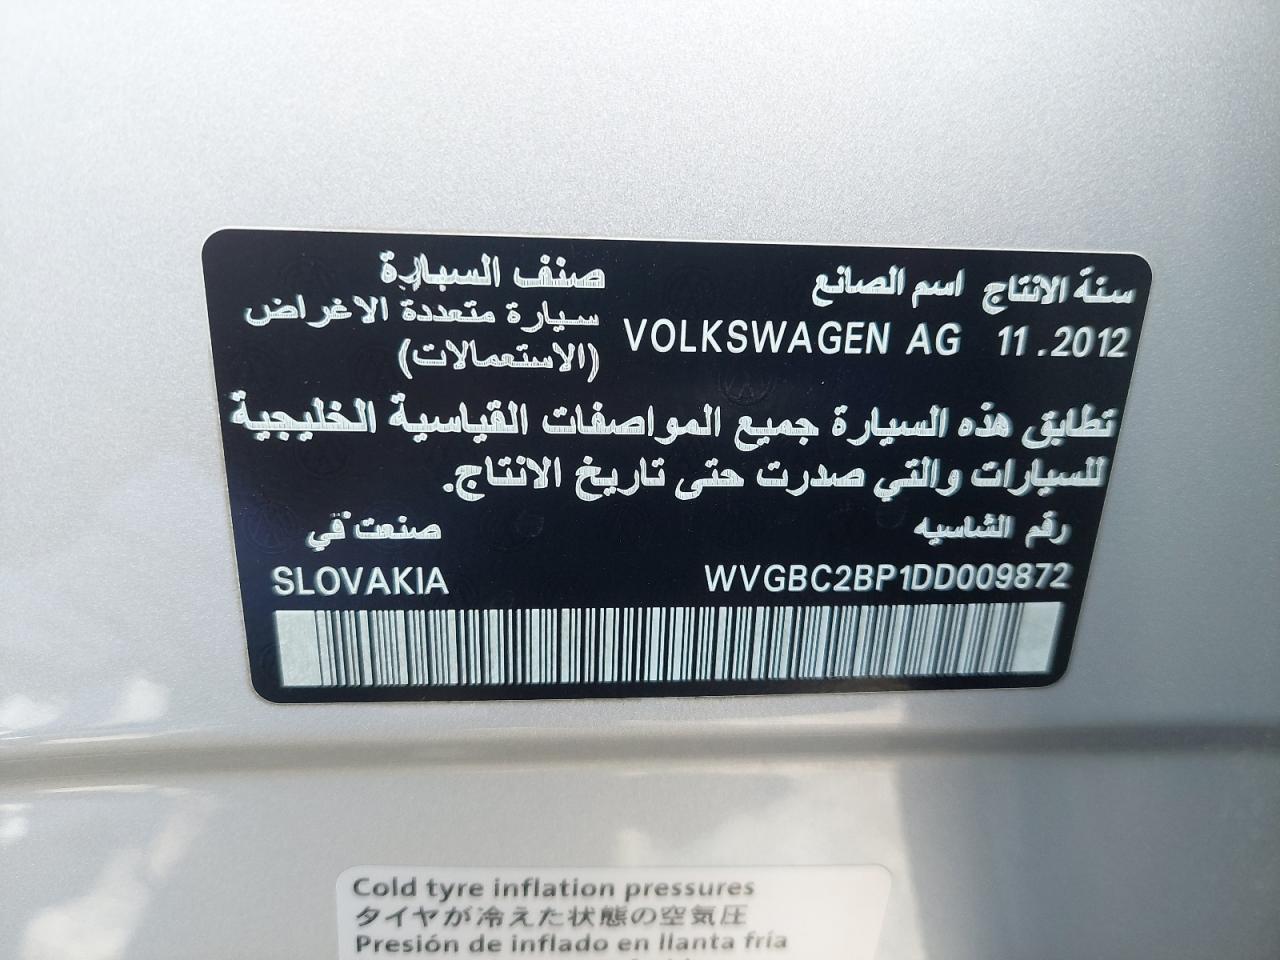 سنة الانتاج
اسم الصانع
صنف السيارة
11.2012
VOLKSWAGEN AG
سيارة متعددة الاغراض
(الاستعمالات)
تطابق هذه السيارة جميع المواصفات القياسية الخليجية
للسيارات والتي صدرت حتى تاريخ الانتاج.
رقم الشاسيه
صنعت في
WVGBC2BP1DD009872
SLOVAKIA
Cold tyre inflation pressures
タイヤが冷えた状態の空気圧
Presión de inflado en llanta fría